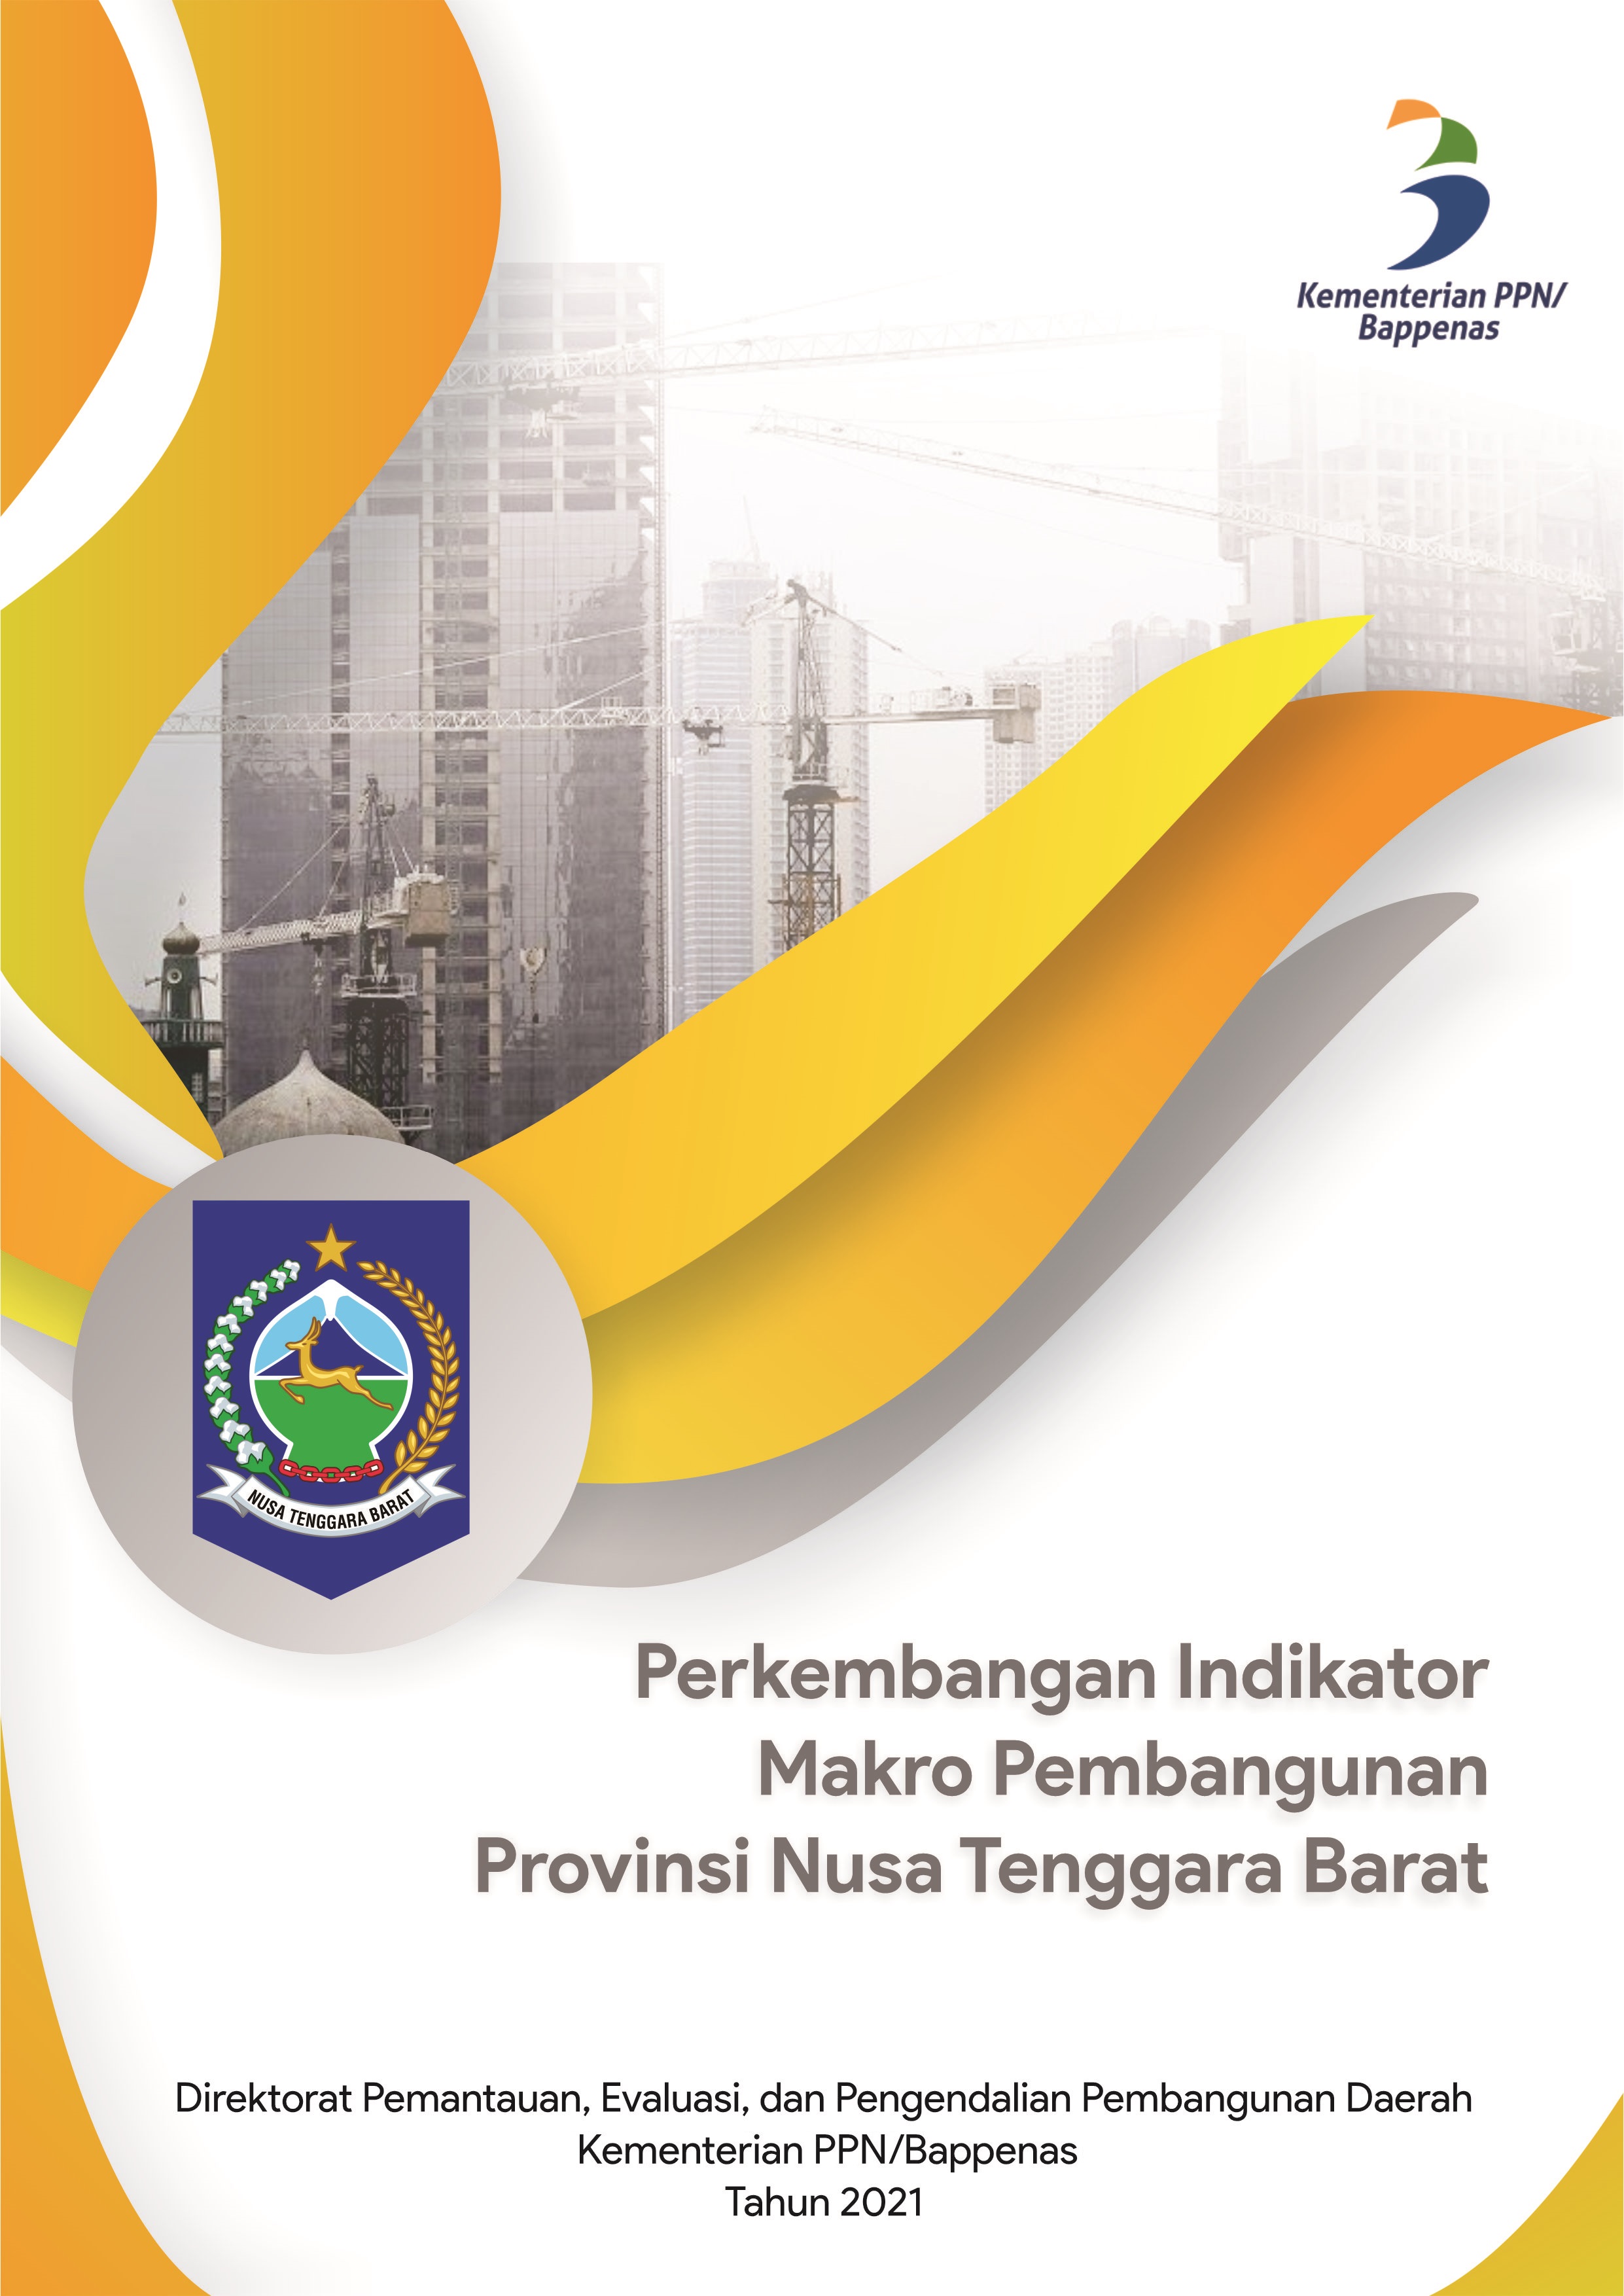 Kementerian PPN/
Bappenas
NUSA TENGGARA BARAT
Perkembangan Indikator
Makro Pembangunan
Provinsi Nusa Tenggara Barat
Direktorat Pemantauan, Evaluasi, dan Pengendalian Pembangunan Daerah
Kementerian PPN/Bappenas
Tahun 2021